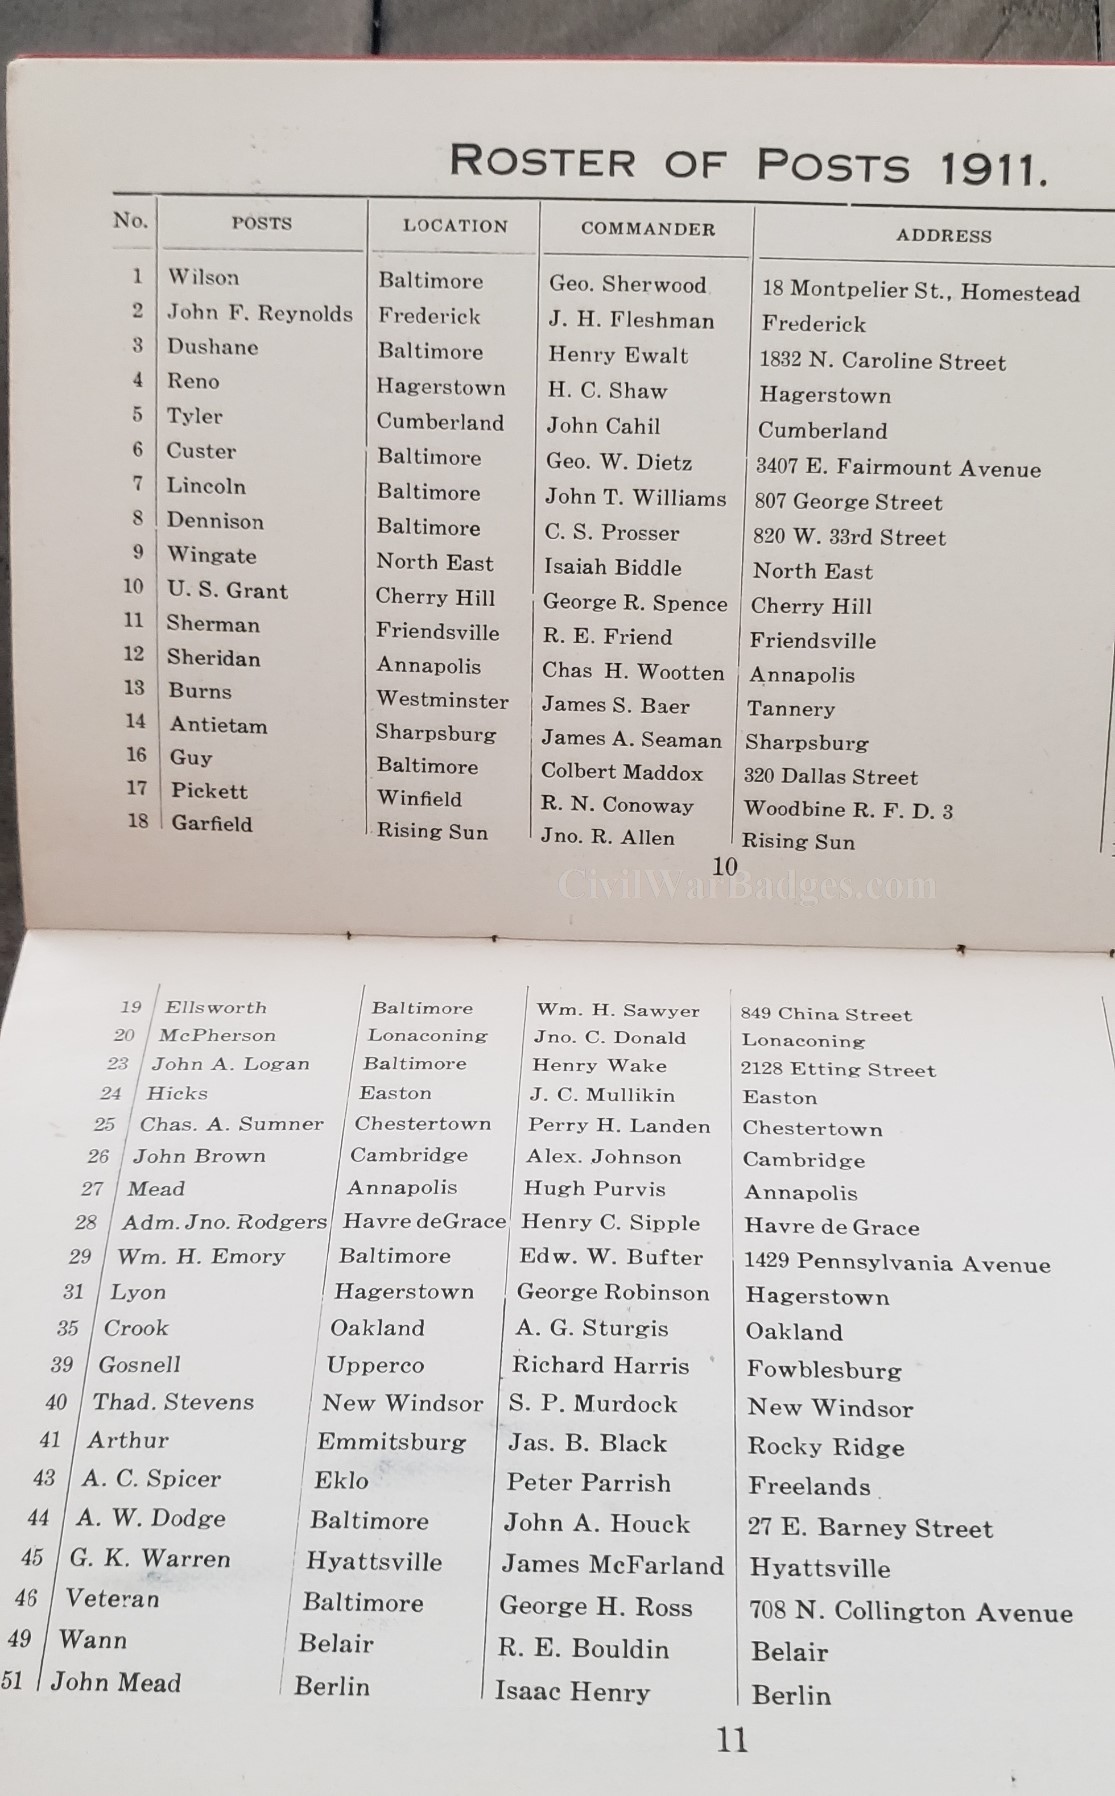 ROSTER OF POSTS 1911.
No. POSTS LOCATION COMMANDER ADDRESS
1 Wilson Baltimore Geo. Sherwood 18 Montpelier St., Homestead
2 John F. Reynolds Frederick J. H. Fleshman Frederick
3 Dushane Baltimore Henry Ewalt 1832 N. Caroline Street
4 Reno Hagerstown H. C. Shaw Hagerstown
5 Tyler Cumberland John Cahil Cumberland
6 Custer Baltimore Geo. W. Dietz 3407 E. Fairmount Avenue
7 Lincoln Baltimore John T. Williams 807 George Street
8 Dennison Baltimore C. S. Prosser 820 W. 33rd Street
9 Wingate North East Isaiah Biddle North East
10 U. S. Grant Cherry Hill George R. Spence Cherry Hill
11 Sherman Friendsville R. E. Friend Friendsville
12 Sheridan Annapolis Chas H. Wootten Annapolis
13 Burns Westminster James S. Baer Tannery
14 Antietam Sharpsburg James A. Seaman Sharpsburg
16 Guy Baltimore Colbert Maddox 320 Dallas Street
17 Pickett Winfield R. N. Conoway Woodbine R. F. D. 3
18 Garfield Rising Sun Jno. R. Allen Rising Sun
10
CivilWarBadges.com
19 Ellsworth Baltimore Wm. H. Sawyer 849 China Street
20 McPherson Lonaconing Jno. C. Donald Lonaconing
23 John A. Logan Baltimore Henry Wake 2128 Etting Street
24 Hicks Easton J. C. Mullikin Easton
25 Chas. A. Sumner Chestertown Perry H. Landen Chestertown
26 John Brown Cambridge Alex. Johnson Cambridge
27 Mead Annapolis Hugh Purvis Annapolis
28 Adm. Jno. Rodgers Havre deGrace Henry C. Sipple Havre de Grace
29 Wm. H. Emory Baltimore Edw. W. Bufter 1429 Pennsylvania Avenue
31 Lyon Hagerstown George Robinson Hagerstown
35 Crook Oakland A. G. Sturgis Oakland
39 Gosnell Upperco Richard Harris Fowblesburg
40 Thad. Stevens New Windsor S. P. Murdock New Windsor
41 Arthur Emmitsburg Jas. B. Black Rocky Ridge
43 A. C. Spicer Eklo Peter Parrish Freelands
44 A. W. Dodge Baltimore John A. Houck 27 E. Barney Street
45 G. K. Warren Hyattsville James McFarland Hyattsville
46 Veteran Baltimore George H. Ross 708 N. Collington Avenue
49 Wann Belair R. E. Bouldin Belair
51 John Mead Berlin Isaac Henry Berlin
11